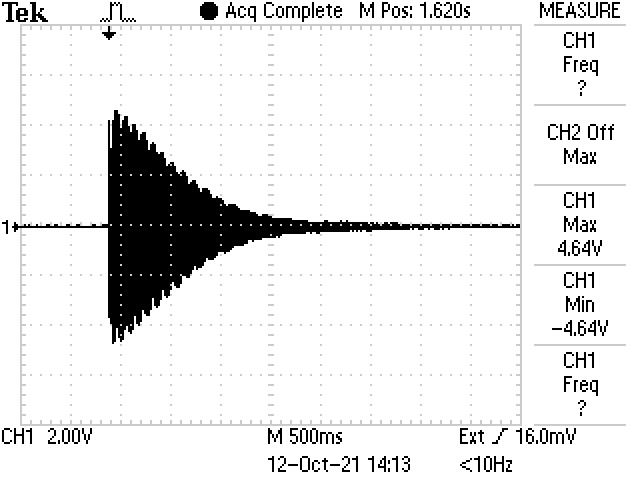 Tek ● Acq Complete M Pos: 1.620s MEASURE
CH1
Freq
?
CH2 Off
Max
CH1
Max
4.64V
CH1
Min
−4.64V
CH1
Freq
?
1
CH1 2.00V M 500ms Ext 16.0mV
12-Oct-21 14:13 <10Hz